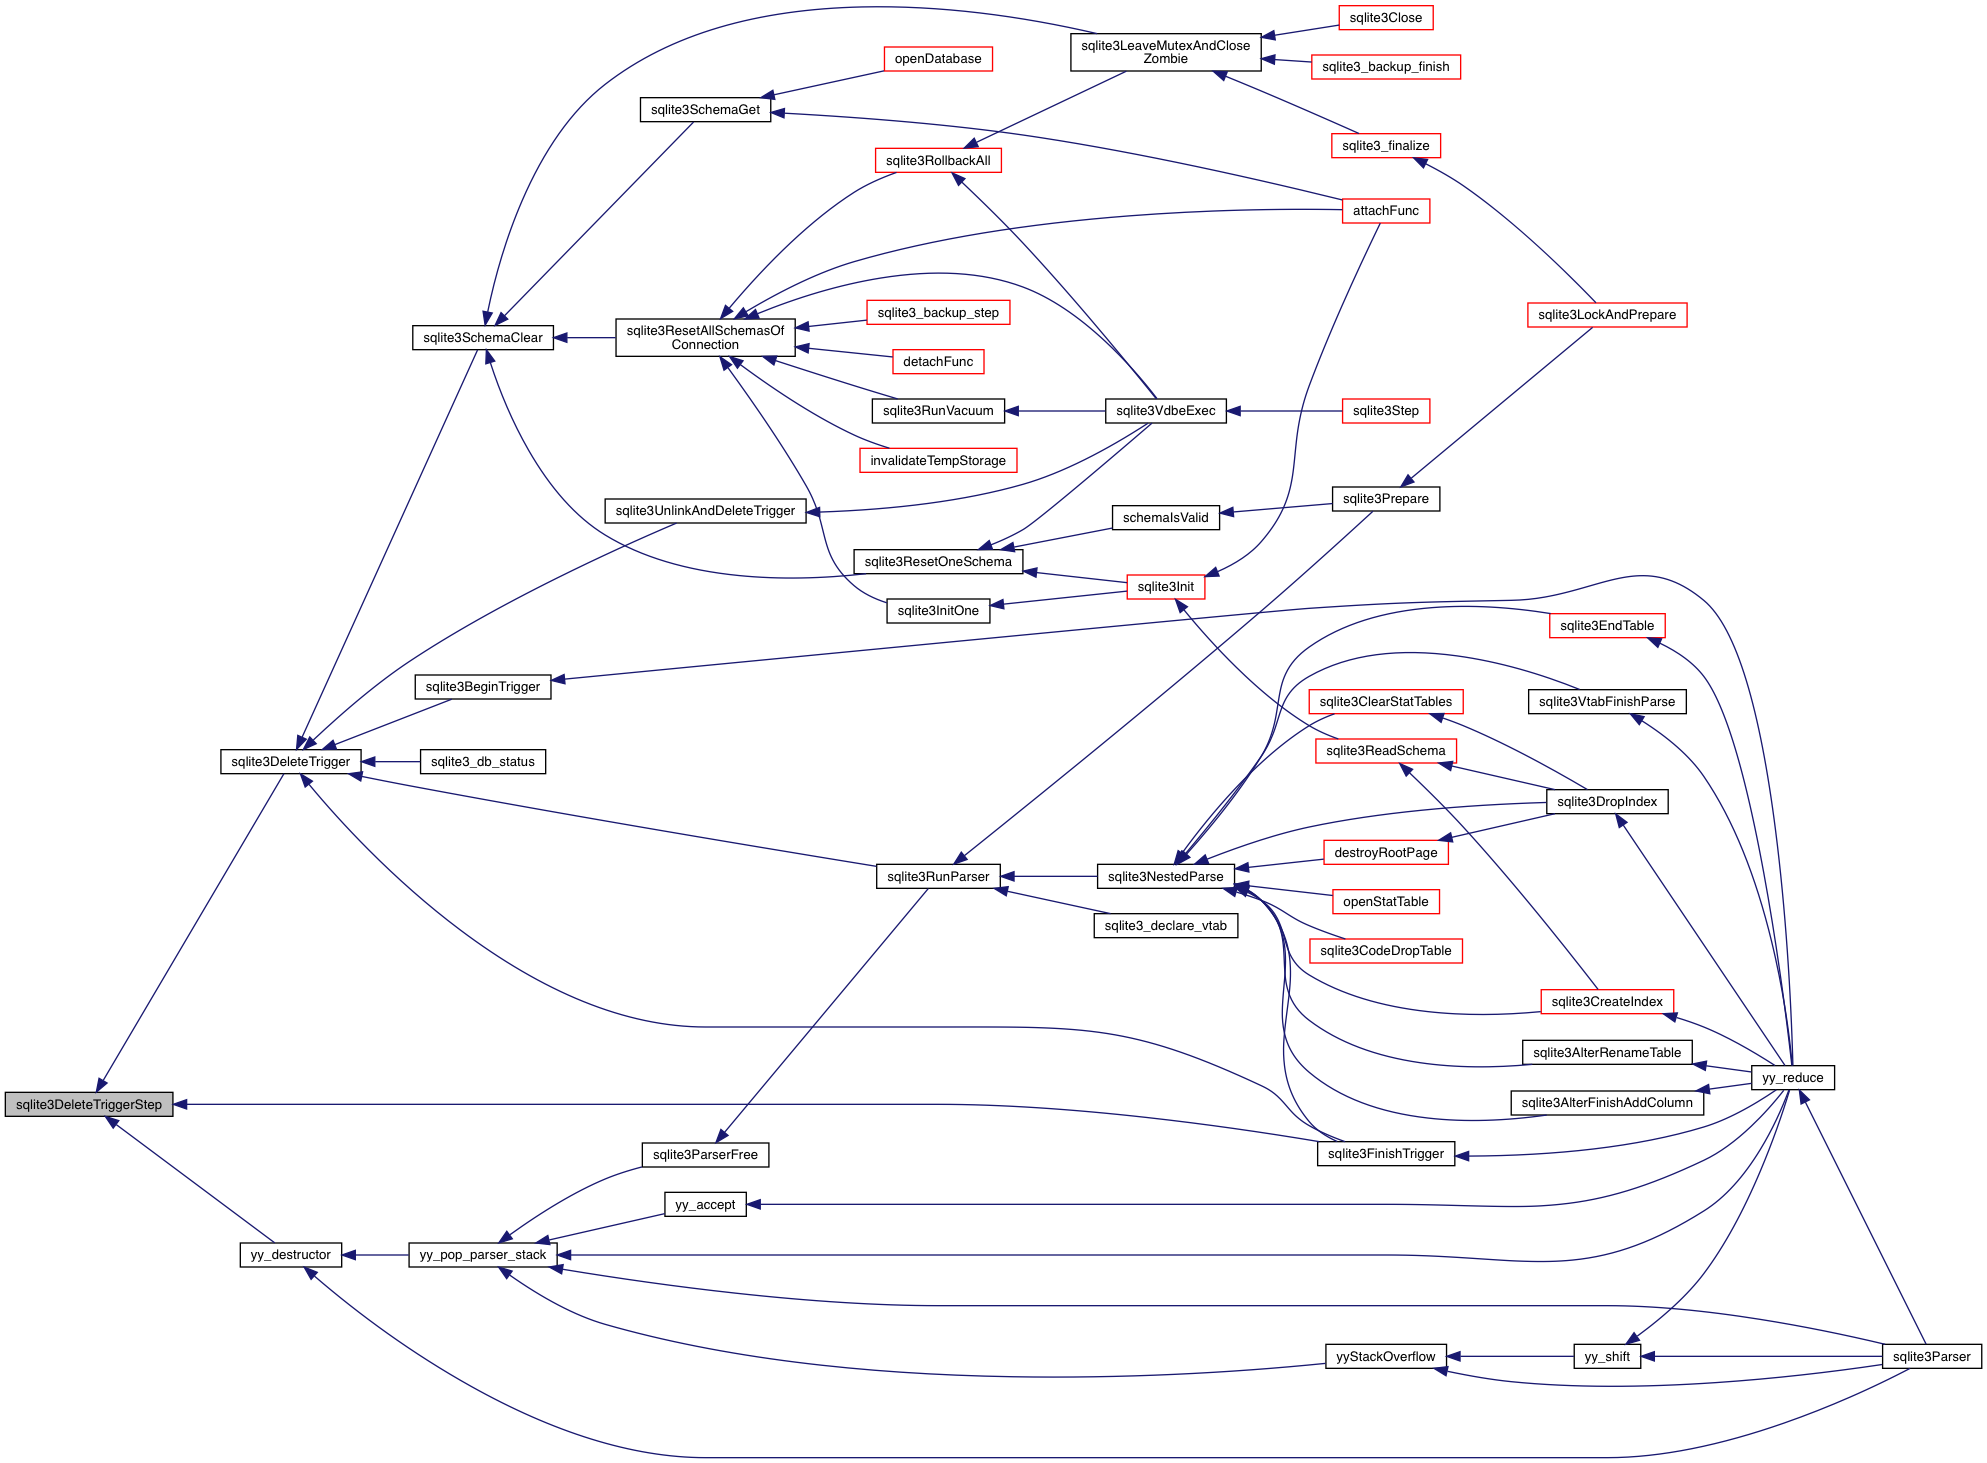 sqlite3Close
sqlite3LeaveMutexAndClose
Zombie
openDatabase
sqlite3_backup_finish
sqlite3SchemaGet
sqlite3_finalize
sqlite3RollbackAll
attachFunc
sqlite3_backup_step
sqlite3LockAndPrepare
sqlite3ResetAllSchemasOf
Connection
sqlite3SchemaClear
detachFunc
sqlite3RunVacuum
sqlite3VdbeExec
sqlite3Step
invalidateTempStorage
sqlite3Prepare
sqlite3UnlinkAndDeleteTrigger
schemaIsValid
sqlite3ResetOneSchema
sqlite3Init
sqlite3InitOne
sqlite3EndTable
sqlite3BeginTrigger
sqlite3ClearStatTables
sqlite3VtabFinishParse
sqlite3ReadSchema
sqlite3DeleteTrigger
sqlite3_db_status
sqlite3DropIndex
destroyRootPage
sqlite3RunParser
sqlite3NestedParse
openStatTable
sqlite3_declare_vtab
sqlite3CodeDropTable
sqlite3CreateIndex
sqlite3AlterRenameTable
yy_reduce
sqlite3AlterFinishAddColumn
sqlite3DeleteTriggerStep
sqlite3ParserFree
sqlite3FinishTrigger
yy_accept
yy_destructor
yy_pop_parser_stack
yyStackOverflow
yy_shift
sqlite3Parser